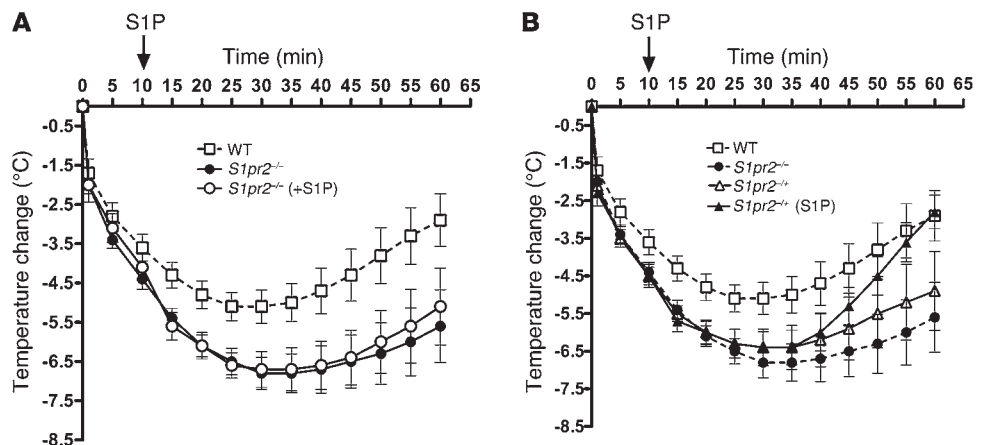 A
S1P
Time (min)
0 5 10 15 20 25 30 35 40 45 50 55 60 65
Temperature change (°C)
-0.5
-1.5
-2.5
-3.5
-4.5
-5.5
-6.5
-7.5
-8.5
WT
S1pr2–/–
S1pr2–/– (+S1P)
B
S1P
Time (min)
0 5 10 15 20 25 30 35 40 45 50 55 60 65
Temperature change (°C)
-0.5
-1.5
-2.5
-3.5
-4.5
-5.5
-6.5
-7.5
-8.5
WT
S1pr2–/–
S1pr2–/+
S1pr2–/+ (S1P)